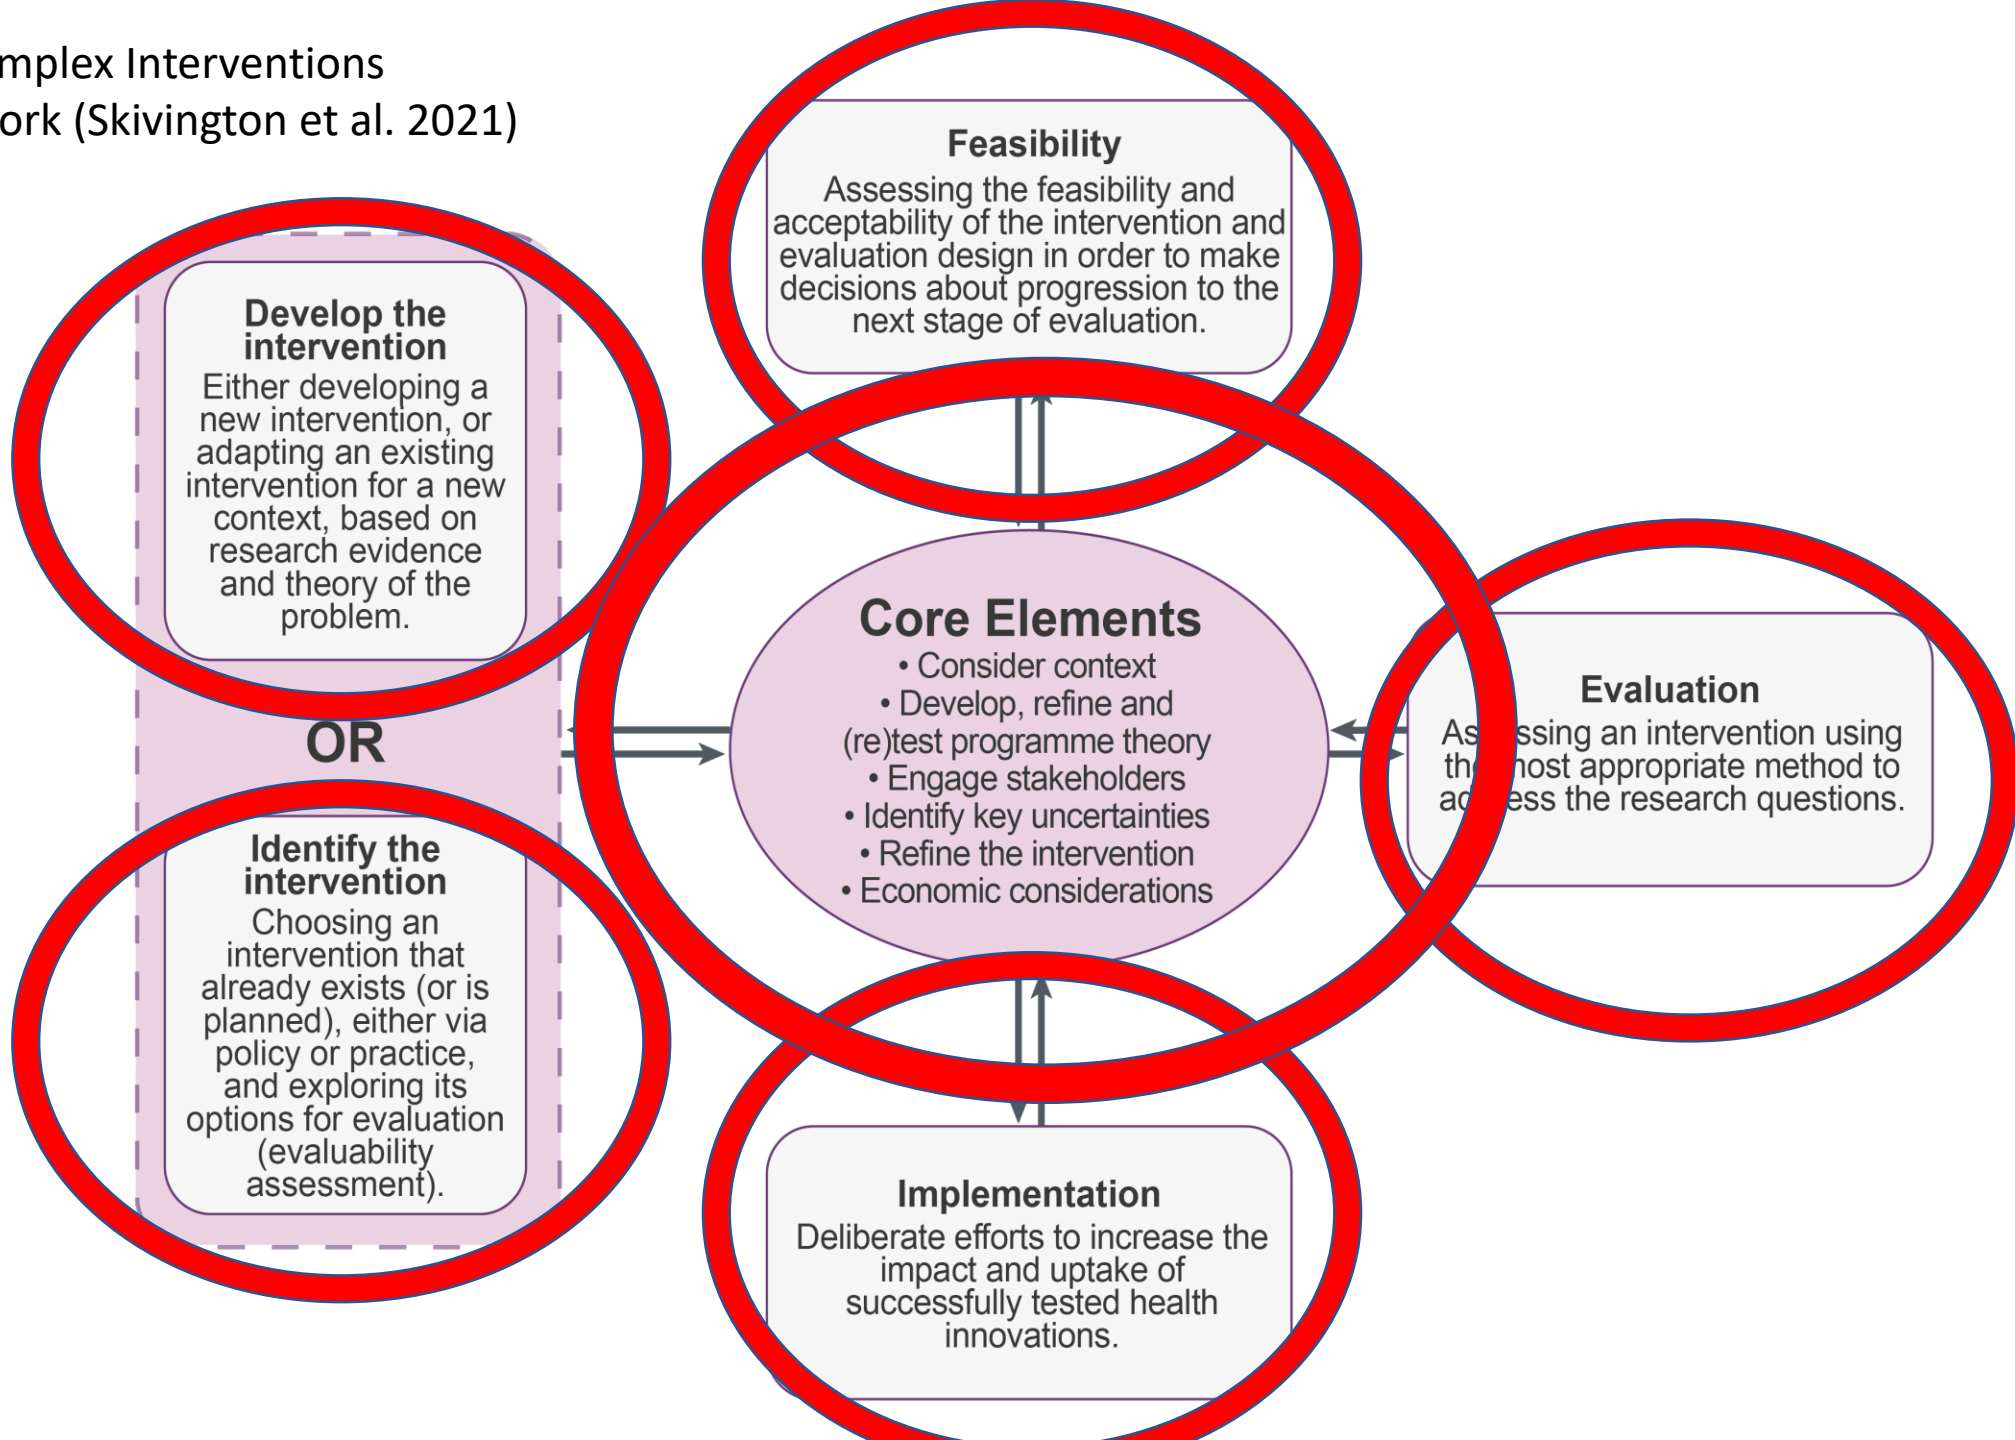 mplex Interventions
ork (Skivington et al. 2021)
Feasibility
Assessing the feasibility and
acceptability of the intervention and
evaluation design in order to make
decisions about progression to the
next stage of evaluation.
Develop the
intervention
Either developing a
new intervention, or
adapting an existing
intervention for a new
context, based on
research evidence
and theory of the
problem.
OR
Identify the
intervention
Choosing an
intervention that
already exists (or is
planned), either via
policy or practice,
and exploring its
options for evaluation
(evaluability
assessment).
Core Elements
• Consider context
• Develop, refine and
(re)test programme theory
• Engage stakeholders
• Identify key uncertainties
• Refine the intervention
• Economic considerations
Evaluation
an intervention using
appropriate method to
the research questions.
Implementation
Deliberate efforts to increase the
impact and uptake of
successfully tested health
innovations.